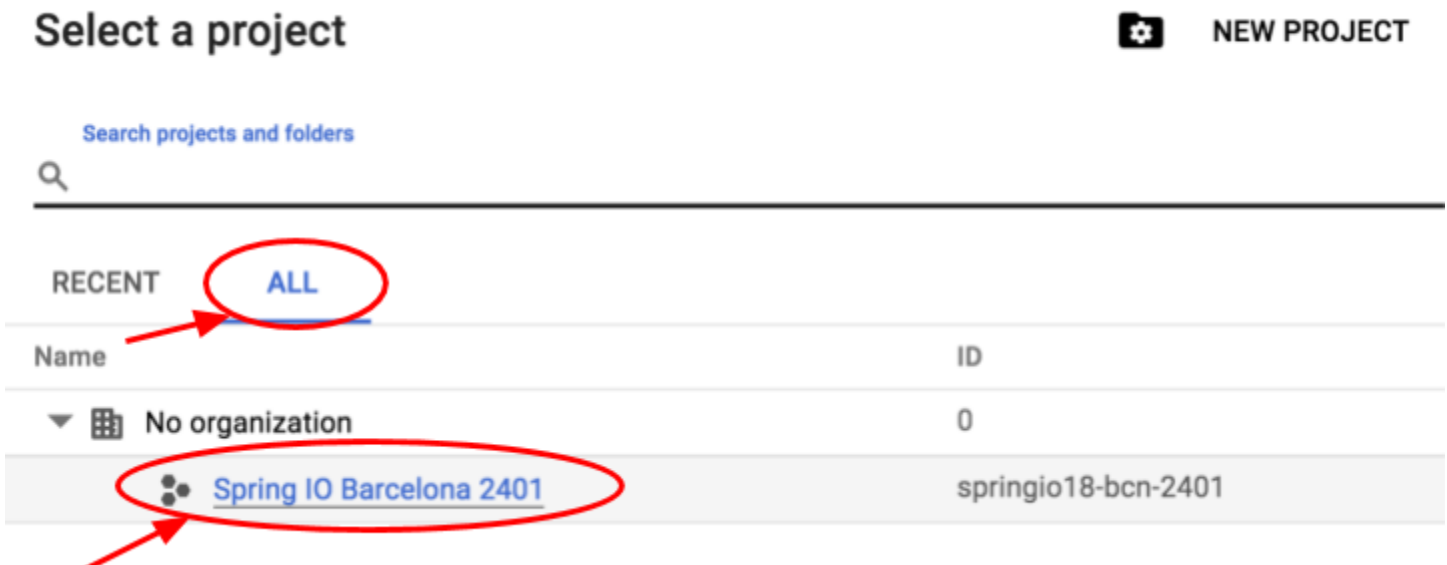 Select a project
NEW PROJECT
Search projects and folders
RECENT ALL
Name ID
No organization 0
Spring IO Barcelona 2401 springio18-bcn-2401